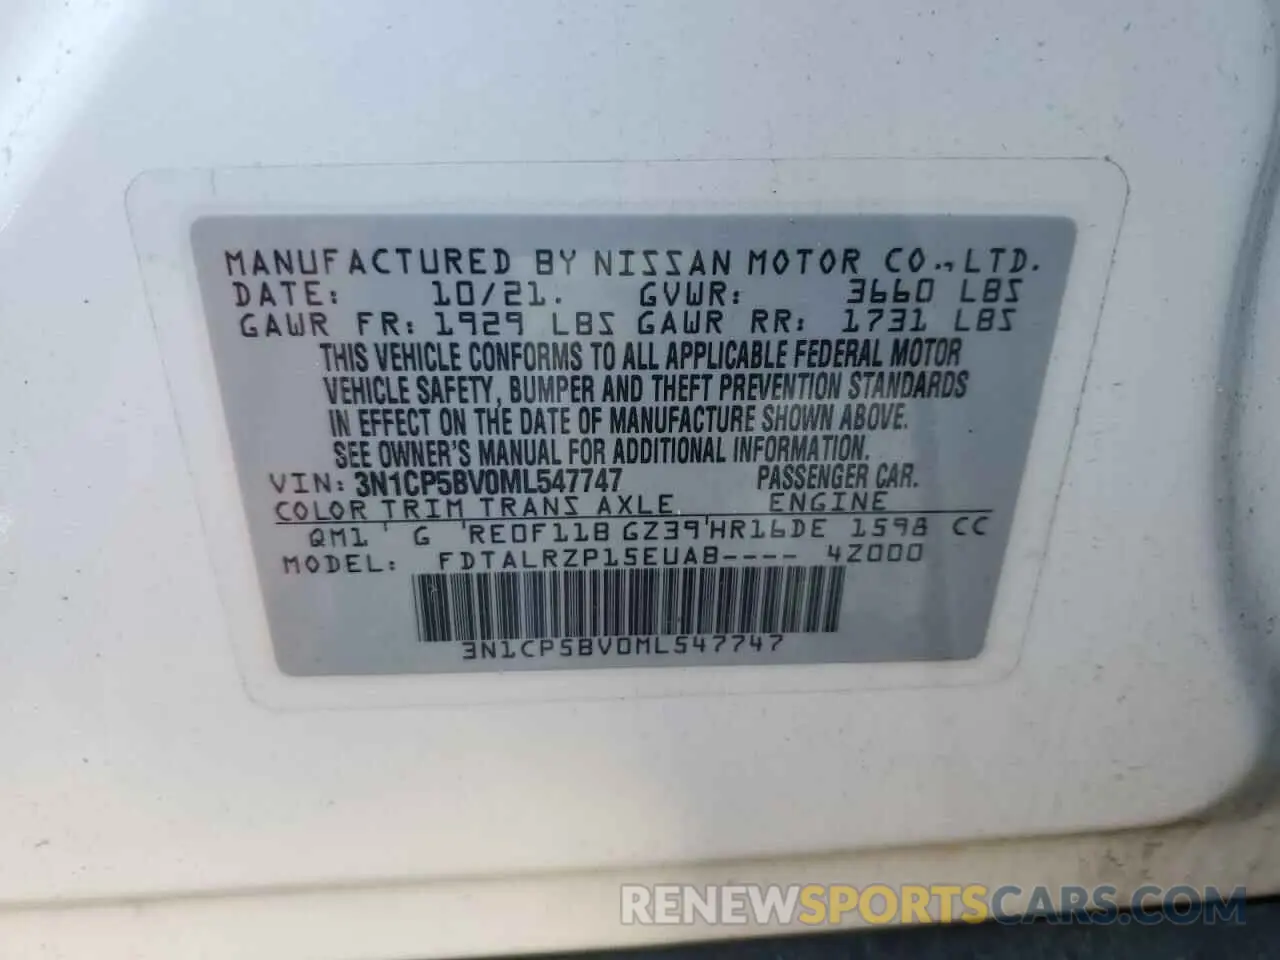 MANUFACTURED BY NISSAN MOTOR CO., LTD.
DATE: 10/21. GVWR: 3660 LBS
GAWR FR: 1929 LBS GAWR RR: 1731 LBS
THIS VEHICLE CONFORMS TO ALL APPLICABLE FEDERAL MOTOR
VEHICLE SAFETY, BUMPER AND THEFT PREVENTION STANDARDS
IN EFFECT ON THE DATE OF MANUFACTURE SHOWN ABOVE.
SEE OWNER'S MANUAL FOR ADDITIONAL INFORMATION.
VIN: 3N1CP5BV0ML547747 PASSENGER CAR.
COLOR TRIM TRANS AXLE ENGINE
QM1 ' G 'RE0F11B GZ39'HR16DE 1598 CC
MODEL: FDTALRZP15EUAB---- 4Z000
3N1CP5BV0ML547747
RENEWSPORTSCARS.COM